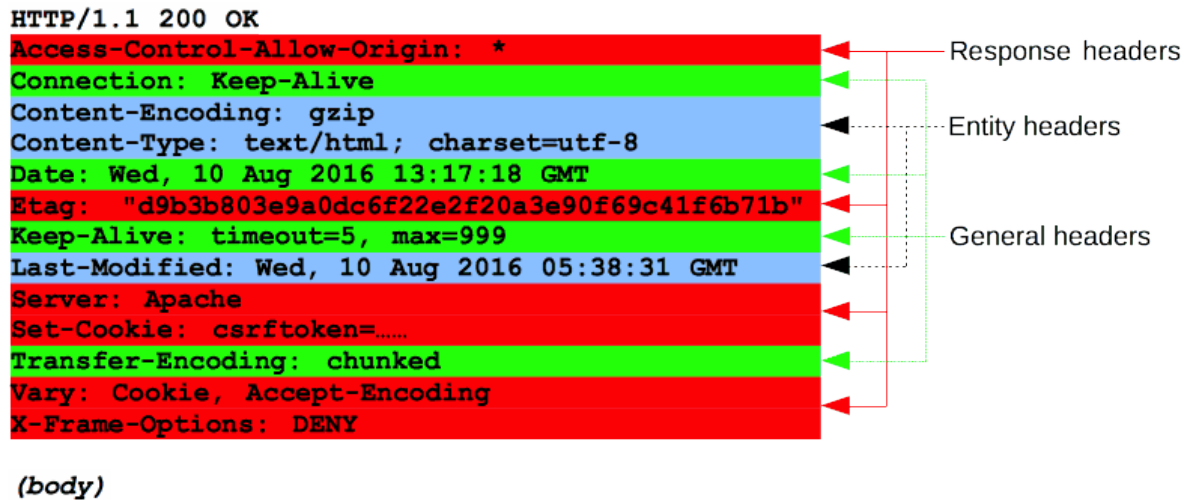 HTTP/1.1 200 OK
Access-Control-Allow-Origin: *
Connection: Keep-Alive
Content-Encoding: gzip
Content-Type: text/html; charset=utf-8
Date: Wed, 10 Aug 2016 13:17:18 GMT
Etag: "d9b3b803e9a0dc6f22e2f20a3e90f69c41f6b71b"
Keep-Alive: timeout=5, max=999
Last-Modified: Wed, 10 Aug 2016 05:38:31 GMT
Server: Apache
Set-Cookie: csrftoken=……
Transfer-Encoding: chunked
Vary: Cookie, Accept-Encoding
X-Frame-Options: DENY
(body)
Response headers
Entity headers
General headers